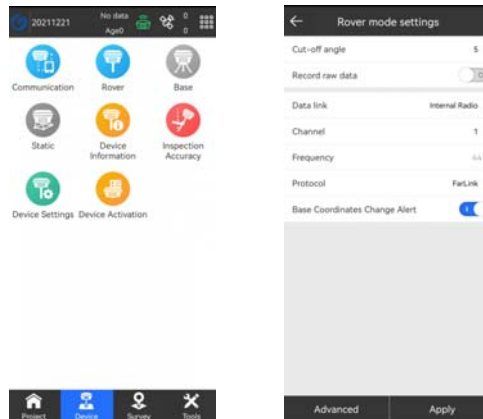 20211221
No data
Age0
0
0
Communication
Rover
Base
Static
Device Information
Inspection Accuracy
Device Settings
Device Activation
Project
Device
Survey
Tools
Rover mode settings
Cut-off angle
5
Record raw data
Data link
Internal Radio
Channel
1
Frequency
Protocol
FarLink
Base Coordinates Change Alert
Advanced
Apply